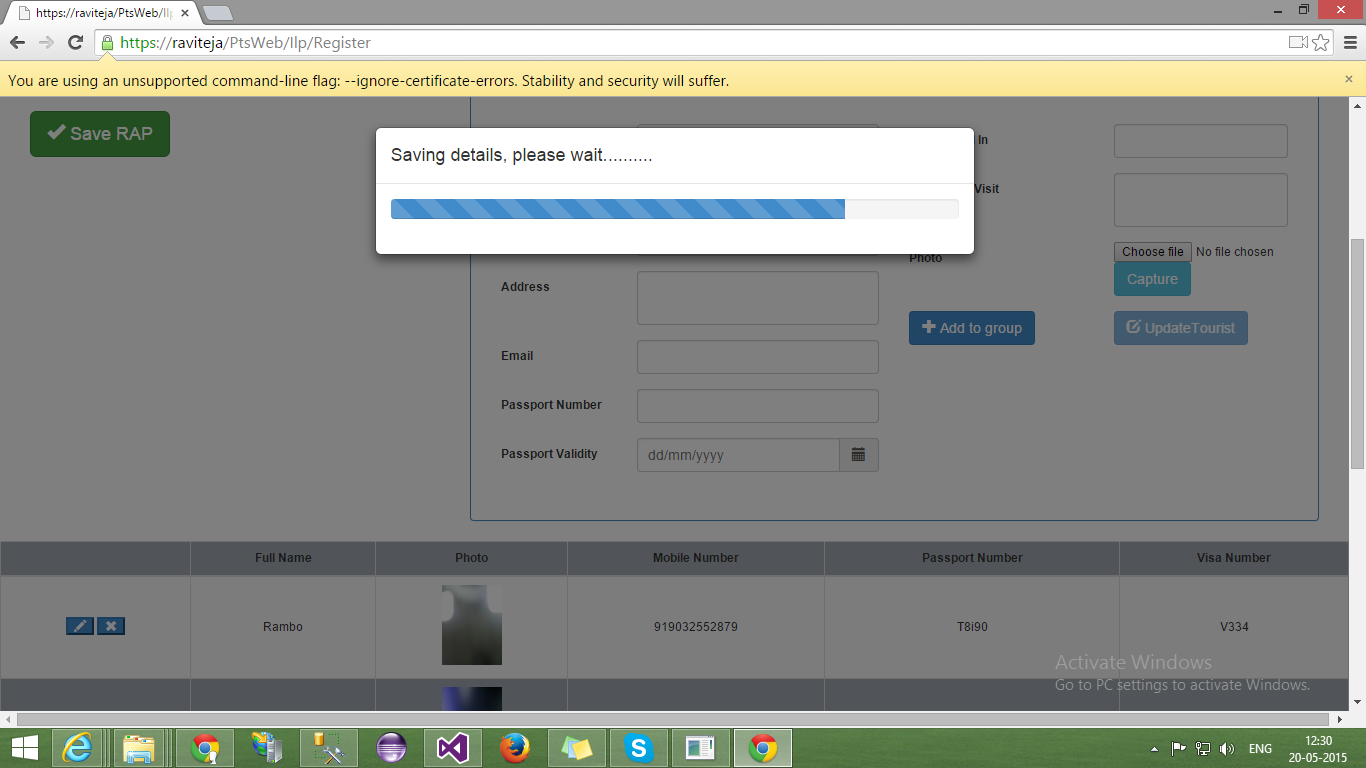 https://raviteja/PtsWeb/Ilp
https://raviteja/PtsWeb/Ilp/Register
You are using an unsupported command-line flag: --ignore-certificate-errors. Stability and security will suffer.
Save RAP
Saving details, please wait..........
In
Visit
Photo
Choose file No file chosen
Capture
Address
Add to group
UpdateTourist
Email
Passport Number
Passport Validity
dd/mm/yyyy
Full Name Photo Mobile Number Passport Number Visa Number
Rambo 919032552879 T8i90 V334
Activate Windows
Go to PC settings to activate Windows.
ENG
12:30
20-05-2015